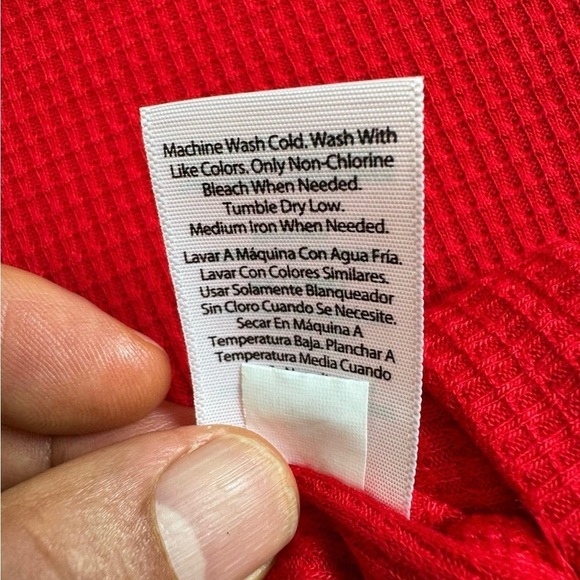 Machine Wash Cold. Wash With
Like Colors. Only Non-Chlorine
Bleach When Needed.
Tumble Dry Low.
Medium Iron When Needed.
Lavar A Máquina Con Agua Fría.
Lavar Con Colores Similares.
Usar Solamente Blanqueador
Sin Cloro Cuando Se Necesite.
Secar En Máquina A
Temperatura Baja. Planchar A
Temperatura Media Cuando